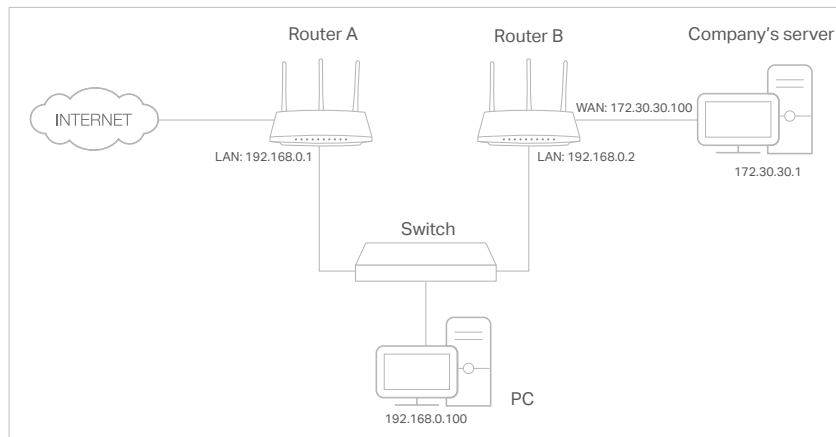 Router A
Router B
Company's server
INTERNET
WAN: 172.30.30.100
LAN: 192.168.0.1
LAN: 192.168.0.2
172.30.30.1
Switch
PC
192.168.0.100